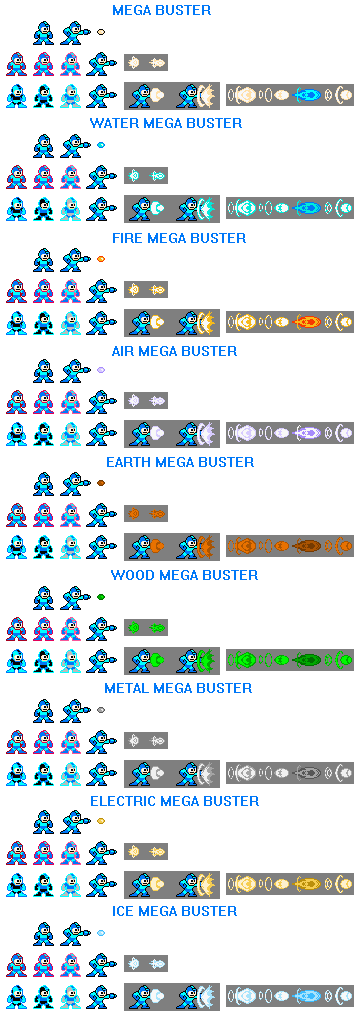 MEGA BUSTER
WATER MEGA BUSTER
FIRE MEGA BUSTER
AIR MEGA BUSTER
EARTH MEGA BUSTER
WOOD MEGA BUSTER
METAL MEGA BUSTER
ELECTRIC MEGA BUSTER
ICE MEGA BUSTER